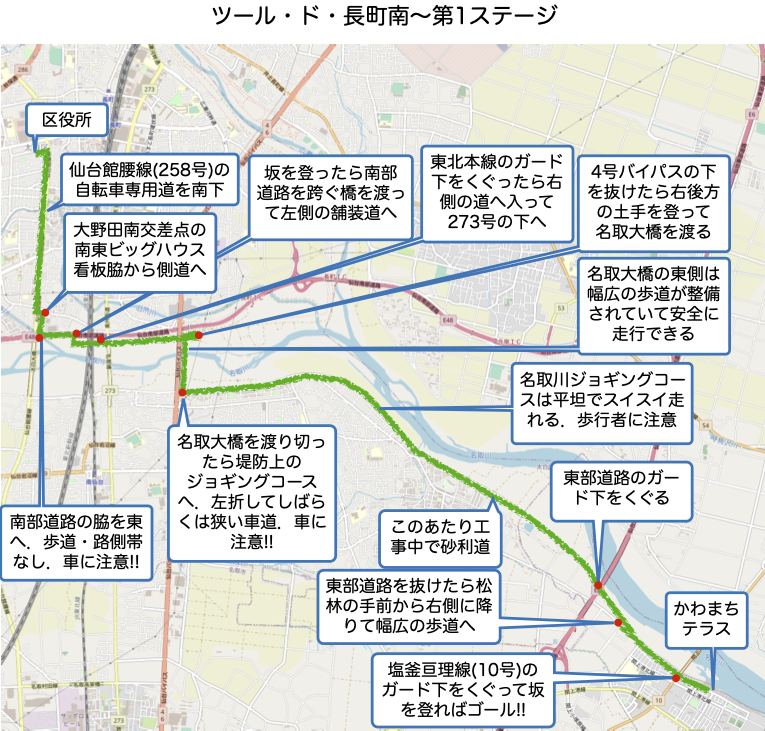 ツール・ド・長町南〜第1ステージ
区役所
仙台館腰線(258号)の
自転車専用道を南下
大野田南交差点の
南東ビッグハウス
看板脇から側道へ
坂を登ったら南部
道路を跨ぐ橋を渡っ
て左側の舗装道へ
東北本線のガード
下をくぐったら右
側の道へ入って
273号の下へ
4号バイパスの下
を抜けたら右後方
の土手を登って
名取大橋を渡る
名取大橋の東側は
幅広の歩道が整備
されていて安全に
走行できる
名取川ジョギングコー
スは平坦でスイスイ走
れる．歩行者に注意
名取大橋を渡り切っ
たら堤防上の
ジョギングコース
へ．左折してしばら
くは狭い車道．車に
注意!!
東部道路のガー
ド下をくぐる
南部道路の脇を東
へ．歩道・路側帯
なし．車に注意!!
このあたり工
事中で砂利道
東部道路を抜けたら松
林の手前から右側に降
りて幅広の歩道へ
かわまち
テラス
塩釜亘理線(10号)の
ガード下をくぐって坂
を登ればゴール!!
286
273
E6
E48
E48
53
54
273
10